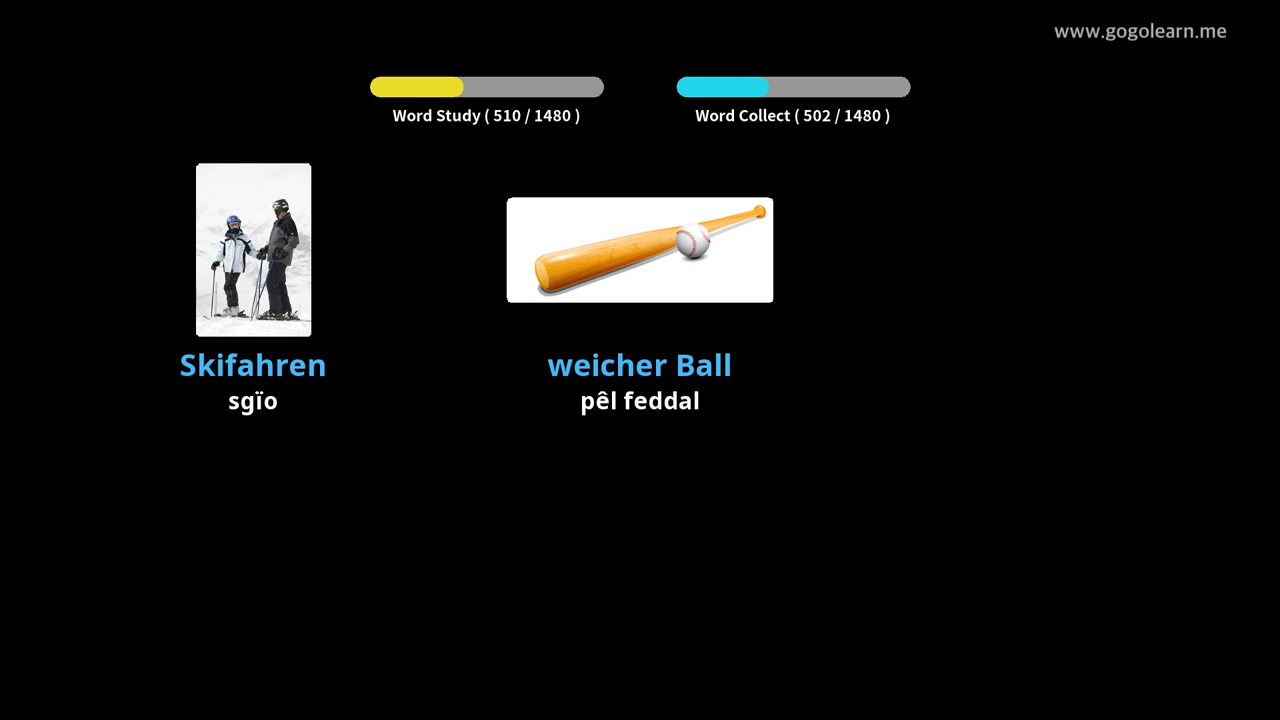 www.gogolearn.me
Word Study ( 510 / 1480 )
Word Collect ( 502 / 1480 )
Skifahren
sgïo
weicher Ball
pêl feddal